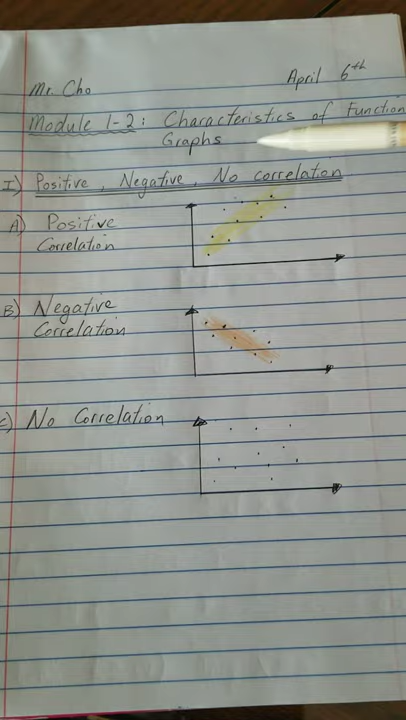 Mr. Cho
April 6th
Module 1-2: Characteristics of Function
Graphs
I) Positive, Negative, No correlation
A) Positive
Correlation
B) Negative
Correlation
C) No Correlation